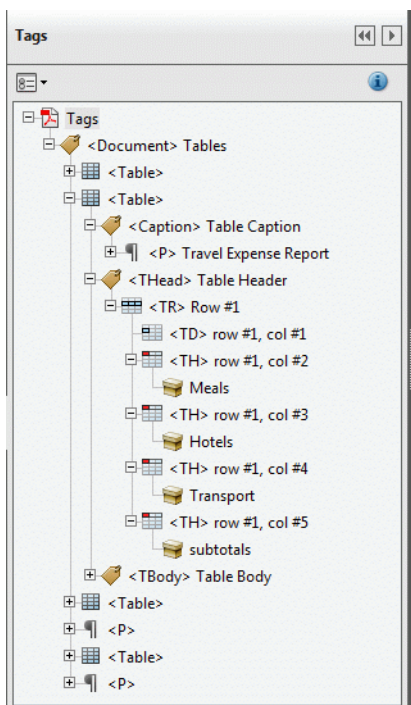 Tags
Tags
<Document> Tables
<Table>
<Table>
<Caption> Table Caption
<P> Travel Expense Report
<THead> Table Header
<TR> Row #1
<TD> row #1, col #1
<TH> row #1, col #2
Meals
<TH> row #1, col #3
Hotels
<TH> row #1, col #4
Transport
<TH> row #1, col #5
subtotals
<TBody> Table Body
<Table>
<P>
<Table>
<P>